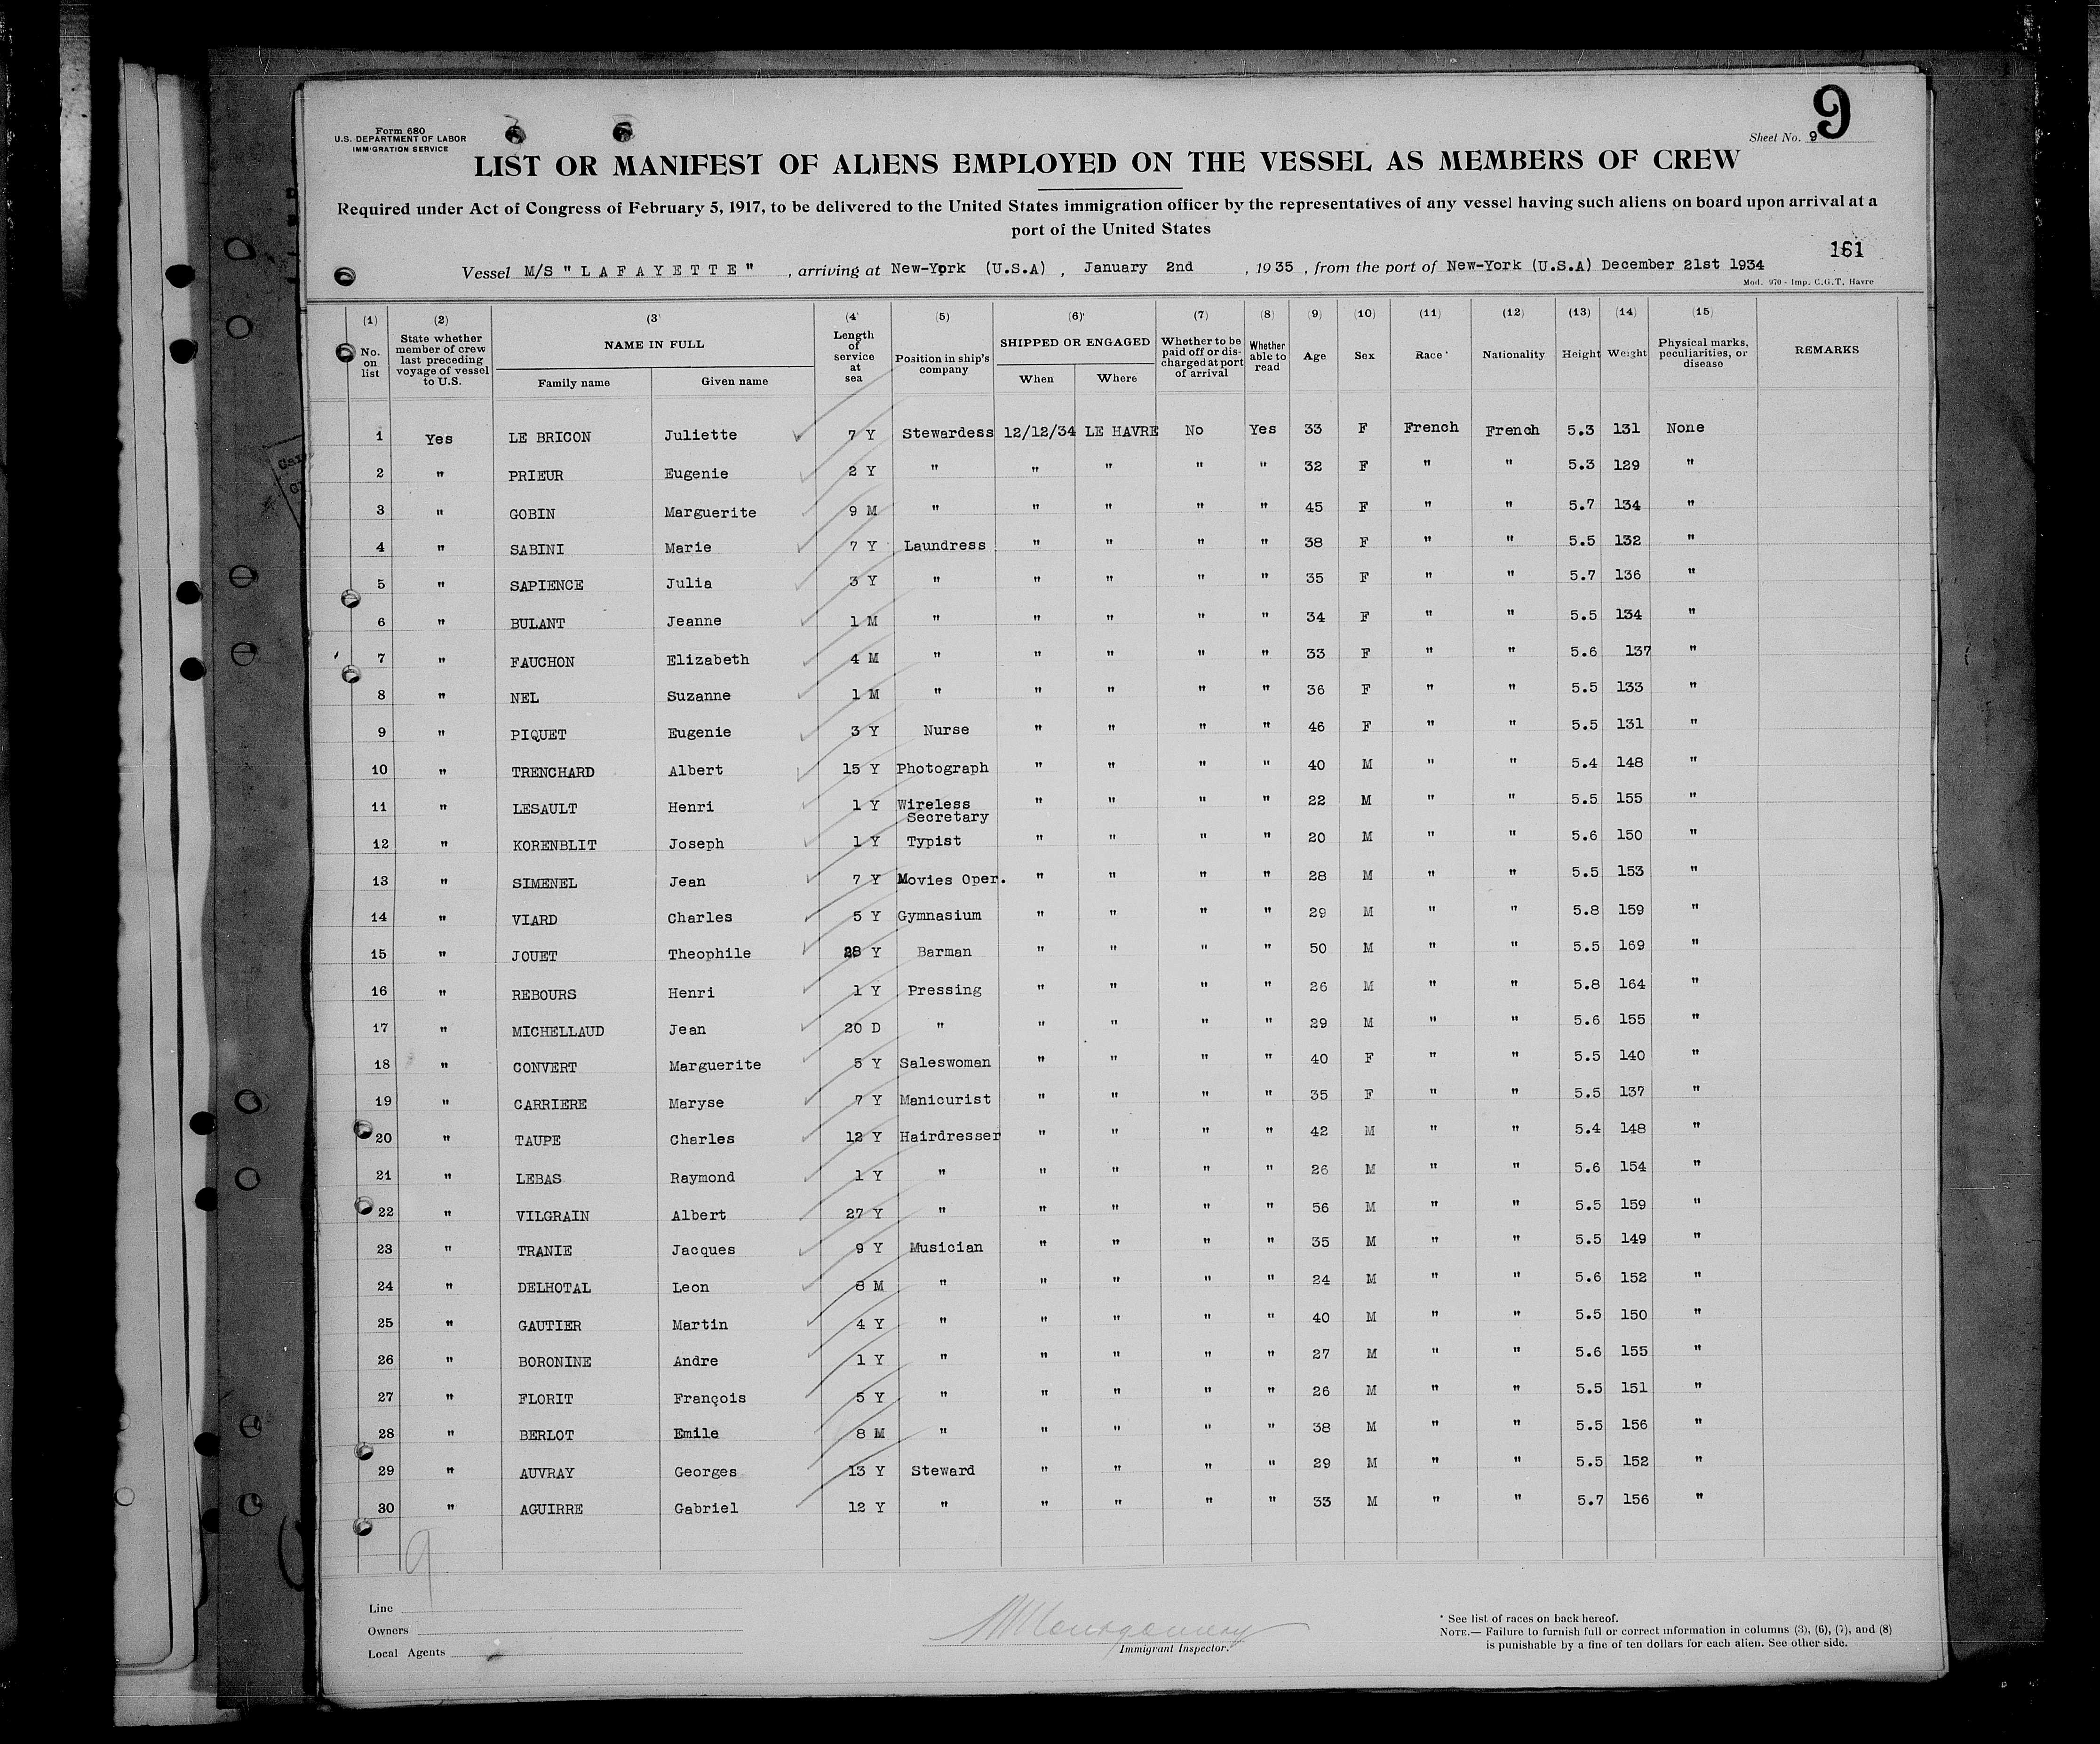 9
Form 680
U.S. DEPARTMENT OF LABOR
IMMIGRATION SERVICE
Sheet No. 9
LIST OR MANIFEST OF ALIENS EMPLOYED ON THE VESSEL AS MEMBERS OF CREW
Required under Act of Congress of February 5, 1917, to be delivered to the United States immigration officer by the representatives of any vessel having such aliens on board upon arrival at a
port of the United States
161
Vessel M/S "LAFAYETTE", arriving at New-York (U.S.A), January 2nd, 1935, from the port of New-York (U.S.A) December 21st 1934
Mod. 970 - Imp. C.G.T. Havre
(1) (2) (3) (4) (5) (6) (7) (8) (9) (10) (11) (12) (13) (14) (15)
No. on list | State whether member of crew last preceding voyage of vessel to U.S. | NAME IN FULL | Length of service at sea | Position in ship's company | SHIPPED OR ENGAGED | Whether to be paid off or discharged at port of arrival | Whether able to read | Age | Sex | Race* | Nationality | Height | Weight | Physical marks, peculiarities, or disease | REMARKS
Family name | Given name | When | Where
1 Yes LE BRICON Juliette 7 Y Stewardess 12/12/34 LE HAVRE No Yes 33 F French French 5.3 131 None
2 " PRIEUR Eugenie 2 Y " " " " " 32 F " " 5.3 129 "
3 " GOBIN Marguerite 9 M " " " " " 45 F " " 5.7 134 "
4 " SABINI Marie 7 Y Laundress " " " " 38 F " " 5.5 132 "
5 " SAPIENCE Julia 3 Y " " " " " 35 F " " 5.7 136 "
6 " BULANT Jeanne 1 M " " " " " 34 F " " 5.5 134 "
7 " FAUCHON Elizabeth 4 M " " " " " 33 F " " 5.6 137 "
8 " NEL Suzanne 1 M " " " " " 36 F " " 5.5 133 "
9 " PIQUET Eugenie 3 Y Nurse " " " " 46 F " " 5.5 131 "
10 " TRENCHARD Albert 15 Y Photograph " " " " 40 M " " 5.4 148 "
11 " LESAULT Henri 1 Y Wireless Secretary " " " " 22 M " " 5.5 155 "
12 " KORENBLIT Joseph 1 Y Typist " " " " 20 M " " 5.6 150 "
13 " SIMENEL Jean 7 Y Movies Oper. " " " " 28 M " " 5.5 153 "
14 " VIARD Charles 5 Y Gymnasium " " " " 29 M " " 5.8 159 "
15 " JOUET Theophile 28 Y Barman " " " " 50 M " " 5.5 169 "
16 " REBOURS Henri 1 Y Pressing " " " " 26 M " " 5.8 164 "
17 " MICHELLAUD Jean 20 D " " " " " 29 M " " 5.6 155 "
18 " CONVERT Marguerite 5 Y Saleswoman " " " " 40 F " " 5.5 140 "
19 " CARRIERE Maryse 7 Y Manicurist " " " " 35 F " " 5.5 137 "
20 " TAUPE Charles 12 Y Hairdresser " " " " 42 M " " 5.4 148 "
21 " LEBAS Raymond 1 Y " " " " " 26 M " " 5.6 154 "
22 " VILGRAIN Albert 27 Y " " " " " 56 M " " 5.5 159 "
23 " TRANIE Jacques 9 Y Musician " " " " 35 M " " 5.5 149 "
24 " DELHOTAL Leon 8 M " " " " " 24 M " " 5.6 152 "
25 " GAUTIER Martin 4 Y " " " " " 40 M " " 5.5 150 "
26 " BORONINE Andre 1 Y " " " " " 27 M " " 5.6 155 "
27 " FLORIT François 5 Y " " " " " 26 M " " 5.5 151 "
28 " BERLOT Emile 8 M " " " " " 38 M " " 5.5 156 "
29 " AUVRAY Georges 13 Y Steward " " " " 29 M " " 5.5 152 "
30 " AGUIRRE Gabriel 12 Y " " " " " 33 M " " 5.7 156 "
9
Line
Owners
Local Agents
Montgomery
Immigrant Inspector.
* See list of races on back hereof.
NOTE.— Failure to furnish full or correct information in columns (3), (6), (7), and (8)
is punishable by a fine of ten dollars for each alien. See other side.